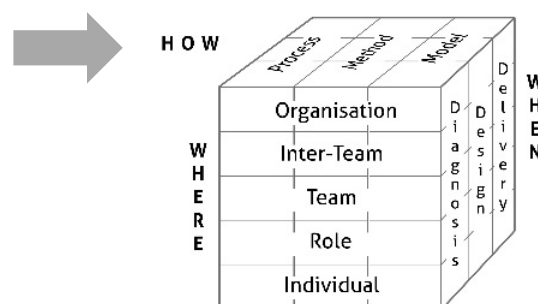 HOW
Process
Method
Model
WHERE
Organisation
Inter-Team
Team
Role
Individual
Diagnosis
Design
Delivery
WHEN